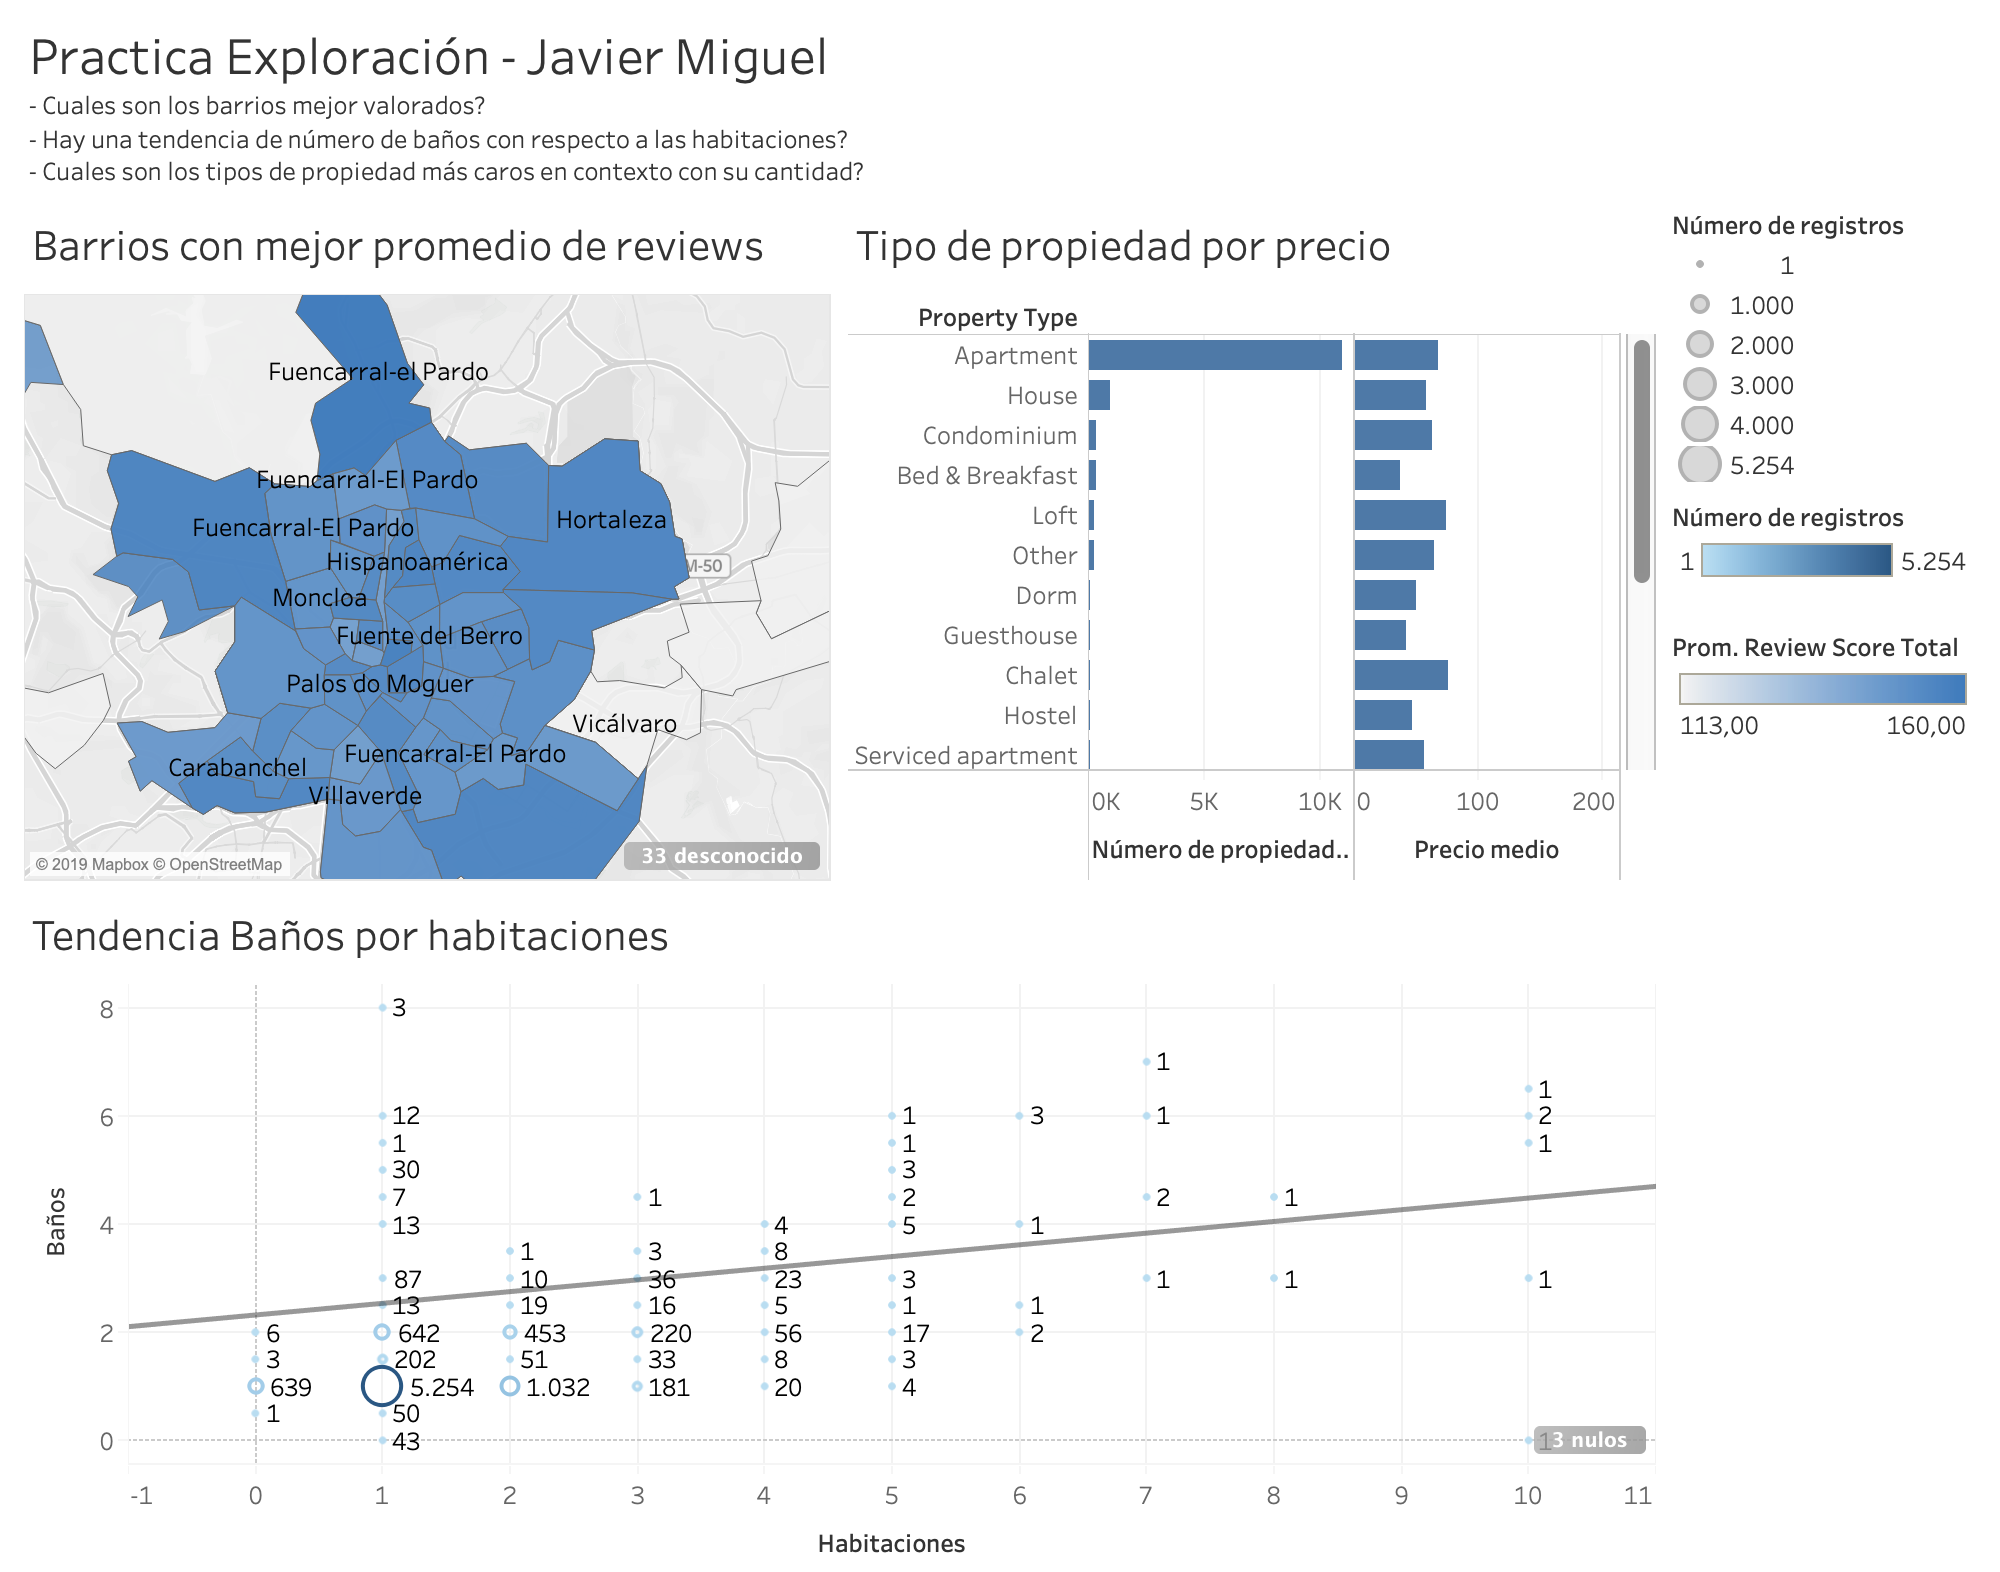 Practica Exploración - Javier Miguel
- Cuales son los barrios mejor valorados?
- Hay una tendencia de número de baños con respecto a las habitaciones?
- Cuales son los tipos de propiedad más caros en contexto con su cantidad?
Barrios con mejor promedio de reviews
Fuencarral-el Pardo
Fuencarral-El Pardo
Hortaleza
Fuencarral-El Pardo
Hispanoamérica
M-50
Moncloa
Fuente del Berro
Palos do Moguer
Vicálvaro
Fuencarral-El Pardo
Carabanchel
Villaverde
© 2019 Mapbox © OpenStreetMap
33 desconocido
Tipo de propiedad por precio
Property Type
Apartment
House
Condominium
Bed & Breakfast
Loft
Other
Dorm
Guesthouse
Chalet
Hostel
Serviced apartment
0K 5K 10K 0 100 200
Número de propiedad.. Precio medio
Número de registros
1
1.000
2.000
3.000
4.000
5.254
Número de registros
1 5.254
Prom. Review Score Total
113,00 160,00
Tendencia Baños por habitaciones
8 3
1
1
6 12 1 3 1 2
1 1 1
30 3
7 1 2 2 1
4 13 4 5 1
1 3 8
87 10 36 23 3 1 1 1
13 19 16 5 1 1
2 6 642 453 220 56 17 2
3 202 51 33 8 3
639 5.254 1.032 181 20 4
1 50
0 43 1 3 nulos
Baños
-1 0 1 2 3 4 5 6 7 8 9 10 11
Habitaciones